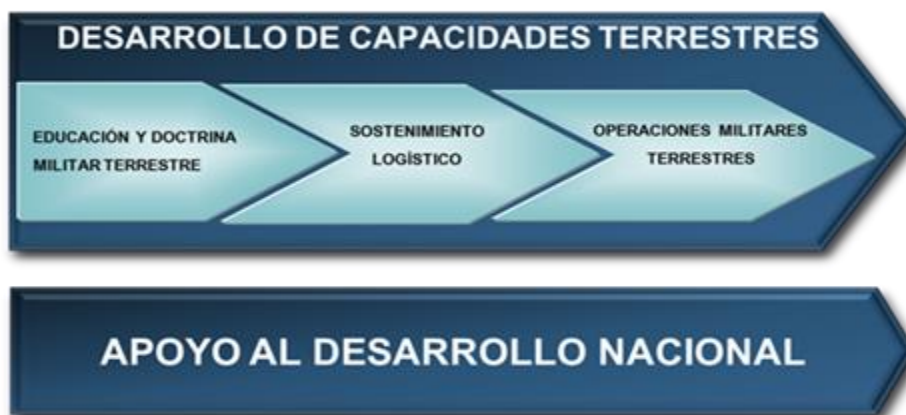 DESARROLLO DE CAPACIDADES TERRESTRES
EDUCACIÓN Y DOCTRINA
MILITAR TERRESTRE
SOSTENIMIENTO
LOGÍSTICO
OPERACIONES MILITARES
TERRESTRES
APOYO AL DESARROLLO NACIONAL